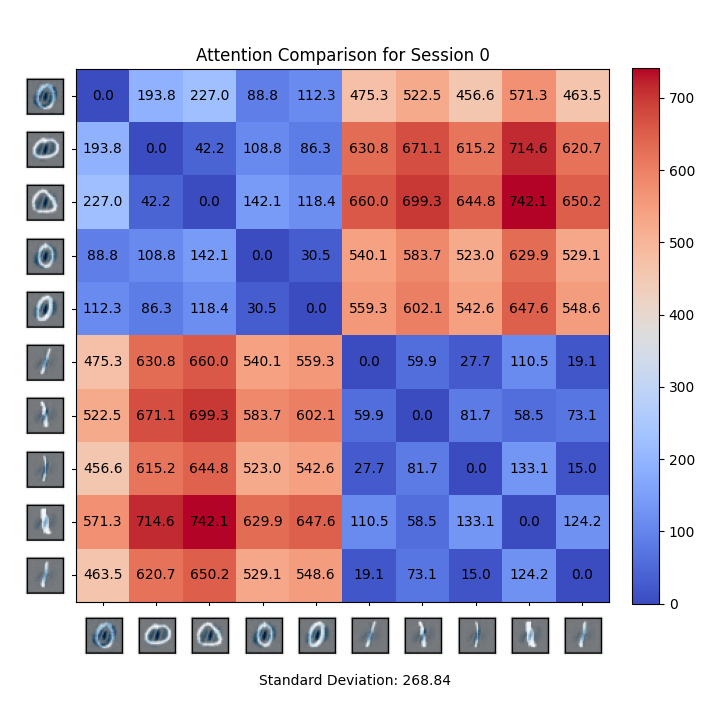 Attention Comparison for Session 0
0.0 193.8 227.0 88.8 112.3 475.3 522.5 456.6 571.3 463.5
193.8 0.0 42.2 108.8 86.3 630.8 671.1 615.2 714.6 620.7
227.0 42.2 0.0 142.1 118.4 660.0 699.3 644.8 742.1 650.2
88.8 108.8 142.1 0.0 30.5 540.1 583.7 523.0 629.9 529.1
112.3 86.3 118.4 30.5 0.0 559.3 602.1 542.6 647.6 548.6
475.3 630.8 660.0 540.1 559.3 0.0 59.9 27.7 110.5 19.1
522.5 671.1 699.3 583.7 602.1 59.9 0.0 81.7 58.5 73.1
456.6 615.2 644.8 523.0 542.6 27.7 81.7 0.0 133.1 15.0
571.3 714.6 742.1 629.9 647.6 110.5 58.5 133.1 0.0 124.2
463.5 620.7 650.2 529.1 548.6 19.1 73.1 15.0 124.2 0.0
700
600
500
400
300
200
100
0
Standard Deviation: 268.84